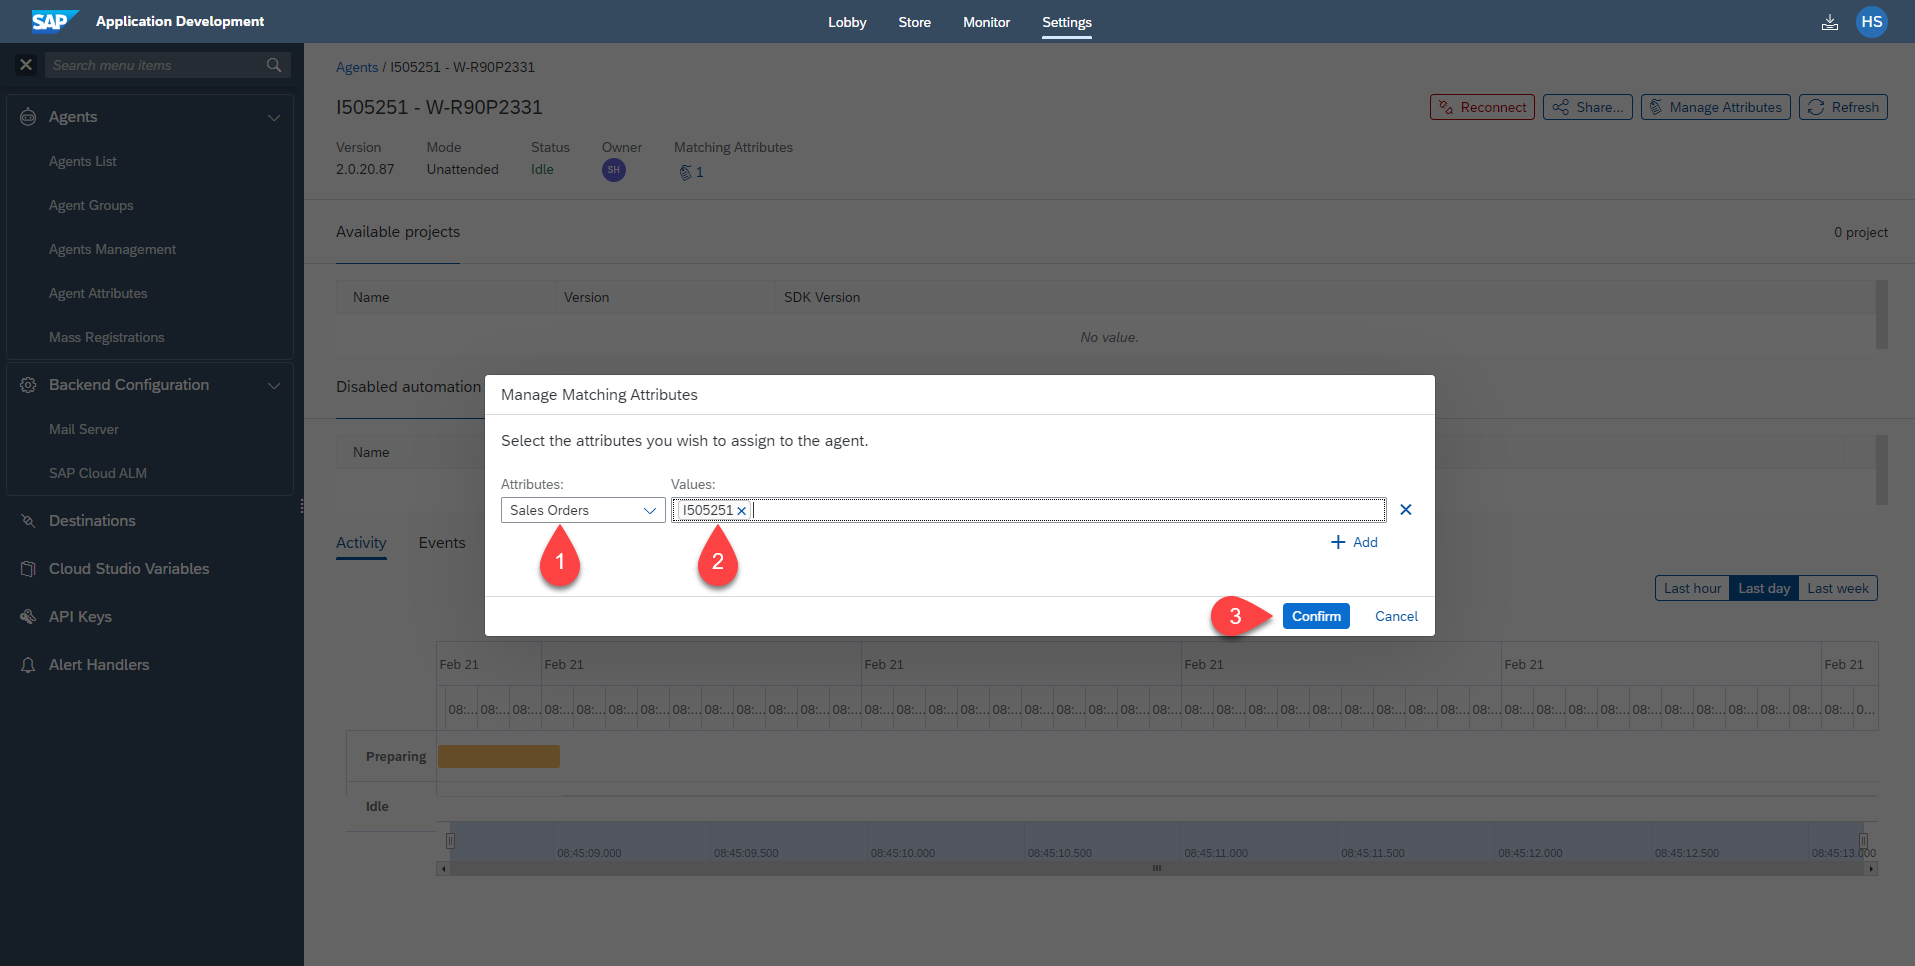 SAP Application Development
Lobby Store Monitor Settings
HS
Search menu items
Agents
Agents List
Agent Groups
Agents Management
Agent Attributes
Mass Registrations
Backend Configuration
Mail Server
SAP Cloud ALM
Destinations
Cloud Studio Variables
API Keys
Alert Handlers
Agents / I505251 - W-R90P2331
I505251 - W-R90P2331
Reconnect Share... Manage Attributes Refresh
Version Mode Status Owner Matching Attributes
2.0.20.87 Unattended Idle SH 1
Available projects 0 project
Name Version SDK Version
No value.
Disabled automation
Name
Manage Matching Attributes
Select the attributes you wish to assign to the agent.
Attributes: Values:
Sales Orders I505251
Add
1 2
3 Confirm Cancel
Activity Events
Last hour Last day Last week
Feb 21 Feb 21 Feb 21 Feb 21 Feb 21 Feb 21
08:... 08:... 08:... 08:... 08:... 08:... 08:... 08:... 08:... 08:... 08:... 08:... 08:... 08:... 08:... 08:... 08:... 08:... 08:... 08:... 08:... 08:... 08:... 08:... 08:... 08:... 08:... 08:... 08:... 08:... 08:... 08:... 08:... 08:... 08:... 08:... 08:... 08:... 08:... 08:... 08:... 08:... 08:... 08:... 0...
Preparing
Idle
08:45:09.000 08:45:09.500 08:45:10.000 08:45:10.500 08:45:11.000 08:45:11.500 08:45:12.000 08:45:12.500 08:45:13.000